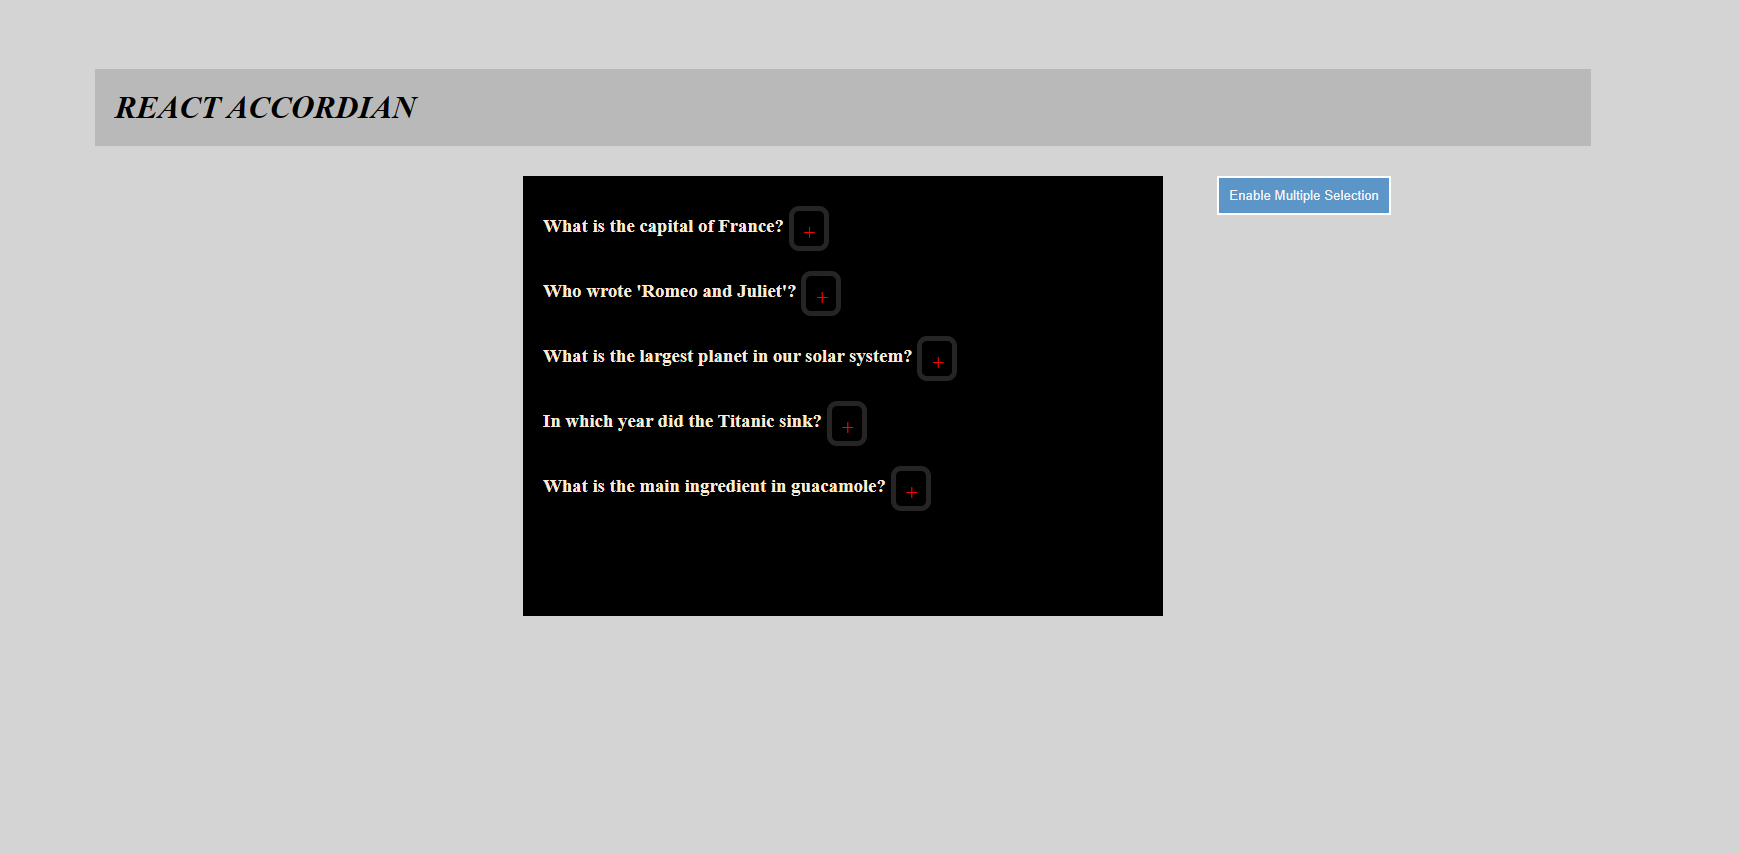 REACT ACCORDIAN
Enable Multiple Selection
What is the capital of France? +
Who wrote 'Romeo and Juliet'? +
What is the largest planet in our solar system? +
In which year did the Titanic sink? +
What is the main ingredient in guacamole? +